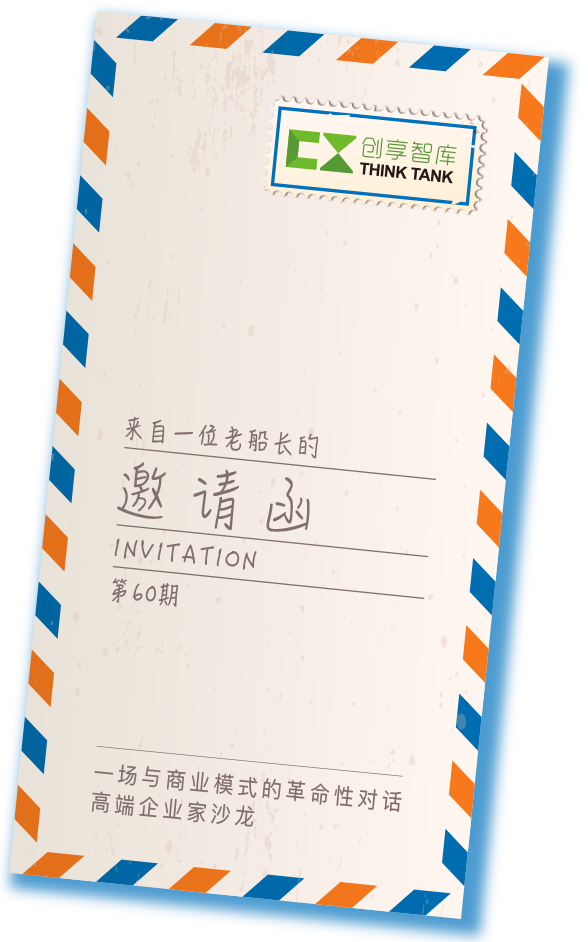 创享智库
THINK TANK
来自一位老船长的
邀请函
INVITATION
第60期
一场与商业模式的革命性对话
高端企业家沙龙